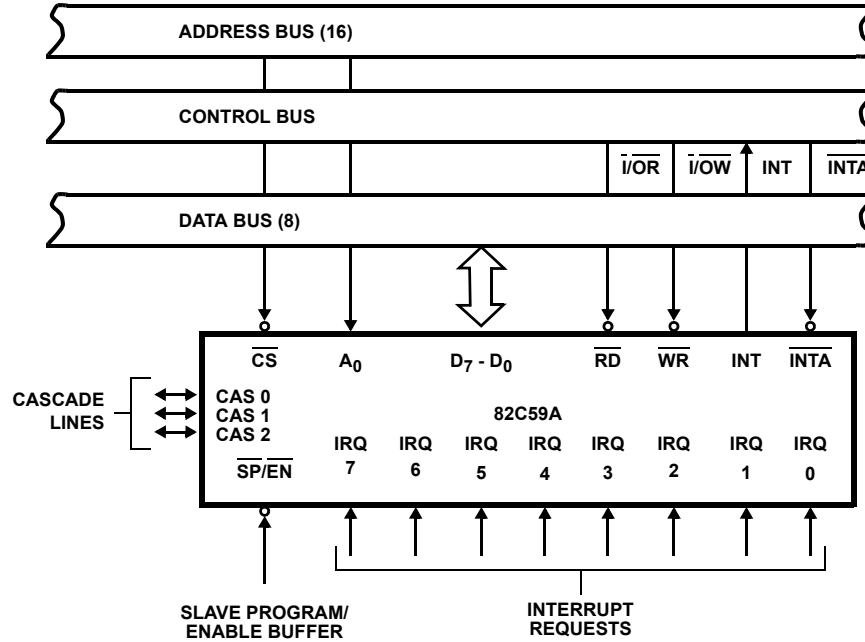 ADDRESS BUS (16)
CONTROL BUS
I/OR I/OW INT INTA
DATA BUS (8)
CS A0 D7 - D0 RD WR INT INTA
CASCADE
LINES
CAS 0
CAS 1
CAS 2
82C59A
SP/EN
IRQ IRQ IRQ IRQ IRQ IRQ IRQ IRQ
7 6 5 4 3 2 1 0
SLAVE PROGRAM/
ENABLE BUFFER
INTERRUPT
REQUESTS